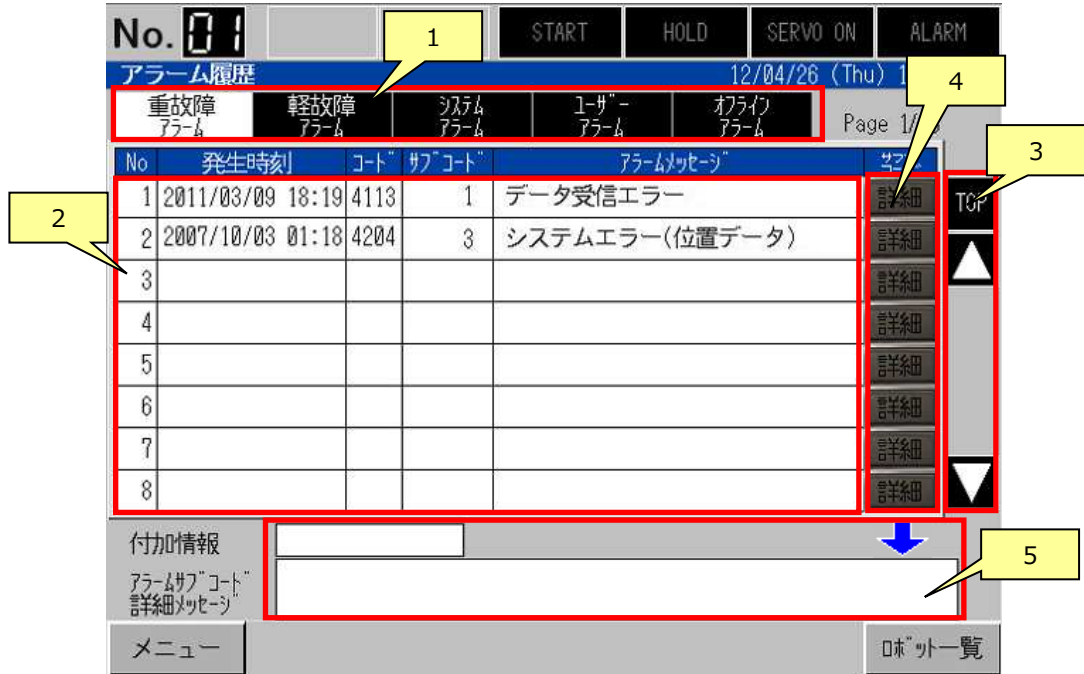 No. 01 START HOLD SERVO ON ALARM
1
アラーム履歴 12/04/26 (Thu) 1
4
重故障 軽故障 ｼｽﾃﾑ ﾕｰｻﾞｰ ｵﾌﾗｲﾝ
ｱﾗｰﾑ ｱﾗｰﾑ ｱﾗｰﾑ ｱﾗｰﾑ ｱﾗｰﾑ Page 1/
3
No 発生時刻 ｺｰﾄﾞ ｻﾌﾞｺｰﾄﾞ ｱﾗｰﾑﾒｯｾｰｼﾞ
1 2011/03/09 18:19 4113 1 データ受信エラー 詳細 TOP
2
2 2007/10/03 01:18 4204 3 システムエラー(位置データ) 詳細
3 詳細
4 詳細
5 詳細
6 詳細
7 詳細
8 詳細
付加情報
5
ｱﾗｰﾑｻﾌﾞｺｰﾄﾞ
詳細ﾒｯｾｰｼﾞ
メニュー ﾛﾎﾞｯﾄ一覧